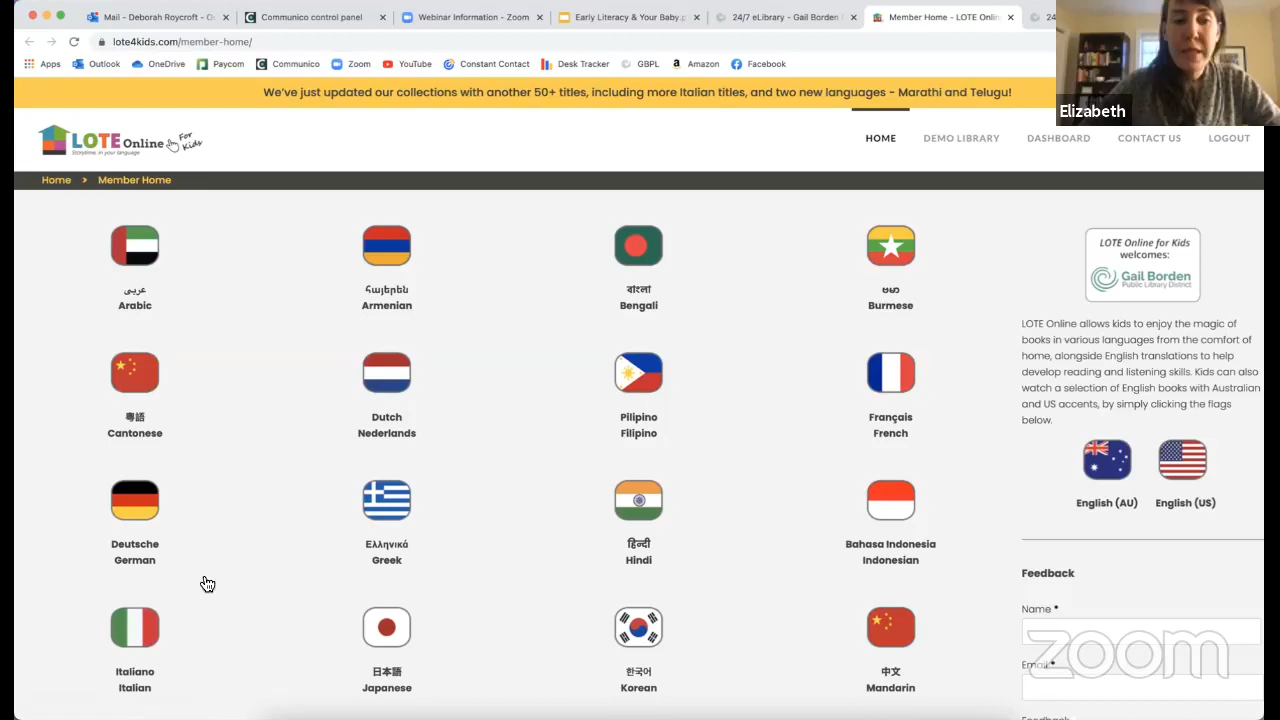 Mail - Deborah Roycroft - O
Communico control panel
Webinar Information - Zoom
Early Literacy & Your Baby.p
24/7 eLibrary - Gail Borden
Member Home - LOTE Onlin
24
lote4kids.com/member-home/
Apps
Outlook
OneDrive
Paycom
Communico
Zoom
YouTube
Constant Contact
Desk Tracker
GBPL
Amazon
Facebook
Elizabeth
We've just updated our collections with another 50+ titles, including more Italian titles, and two new languages - Marathi and Telugu!
LOTE Online For Kids
Storytime, in your language
HOME
DEMO LIBRARY
DASHBOARD
CONTACT US
LOGOUT
Home > Member Home
عربى
Arabic
Հայերեն
Armenian
বাংলা
Bengali
ဗမာ
Burmese
粵語
Cantonese
Dutch
Nederlands
Pilipino
Filipino
Français
French
Deutsche
German
Ελληνικά
Greek
हिन्दी
Hindi
Bahasa Indonesia
Indonesian
Italiano
Italian
日本語
Japanese
한국어
Korean
中文
Mandarin
LOTE Online for Kids
welcomes:
Gail Borden
Public Library District
LOTE Online allows kids to enjoy the magic of
books in various languages from the comfort of
home, alongside English translations to help
develop reading and listening skills. Kids can also
watch a selection of English books with Australian
and US accents, by simply clicking the flags
below.
English (AU)
English (US)
Feedback
Name *
Email *
zoom
Feedback